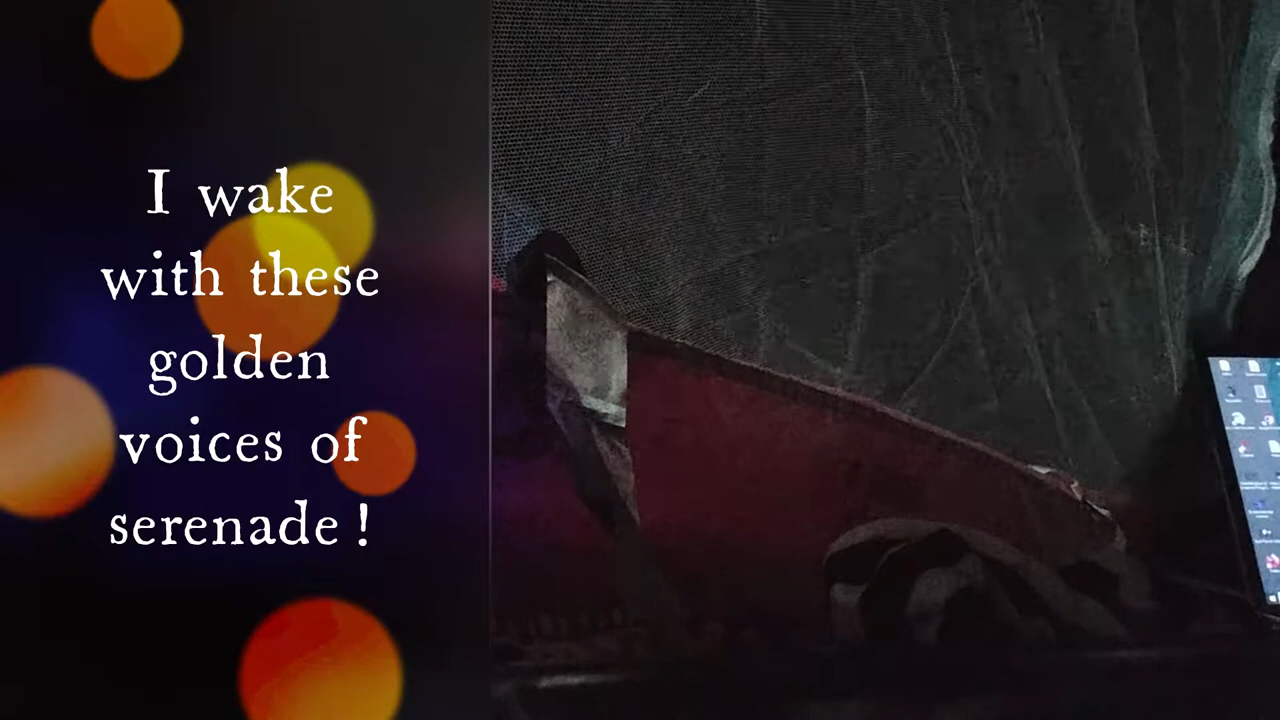 I wake
with these
golden
voices of
serenade !